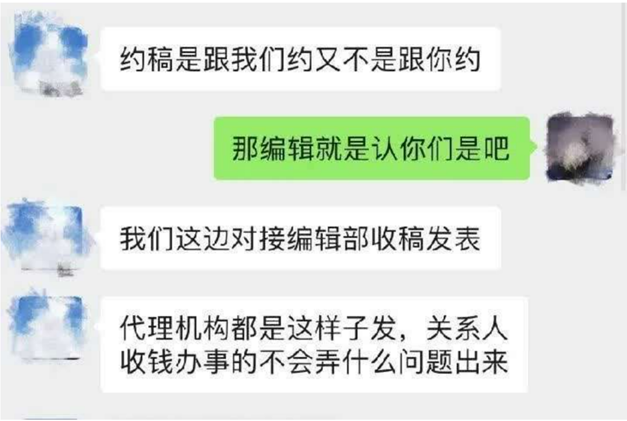 约稿是跟我们约又不是跟你约
那编辑就是认你们是吧
我们这边对接编辑部收稿发表
代理机构都是这样子发，关系人
收钱办事的不会弄什么问题出来